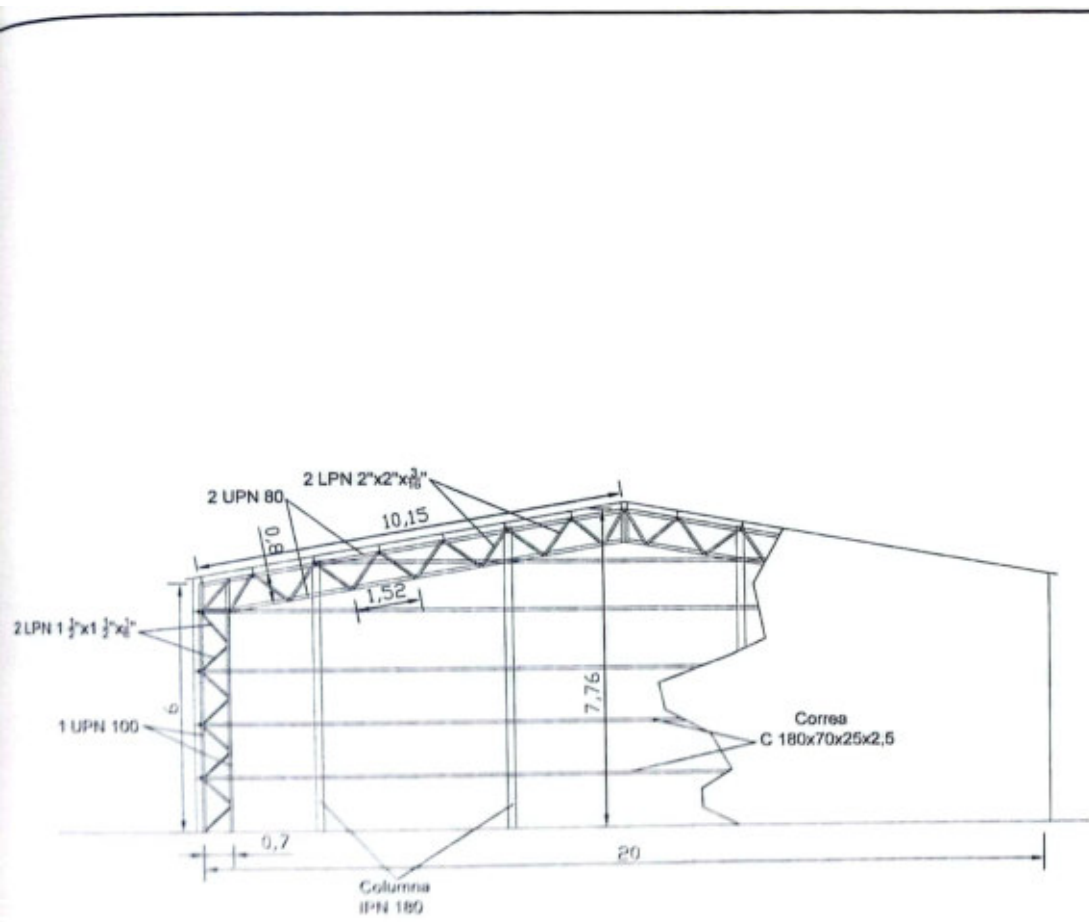 2 LPN 2"x2"x3/16"
2 UPN 80
10,15
0,8
1,52
2 LPN 1 1/2"x1 1/2"x1/8"
6
7,76
1 UPN 100
Correa
C 180x70x25x2,5
0,7
20
Columna
IPN 180